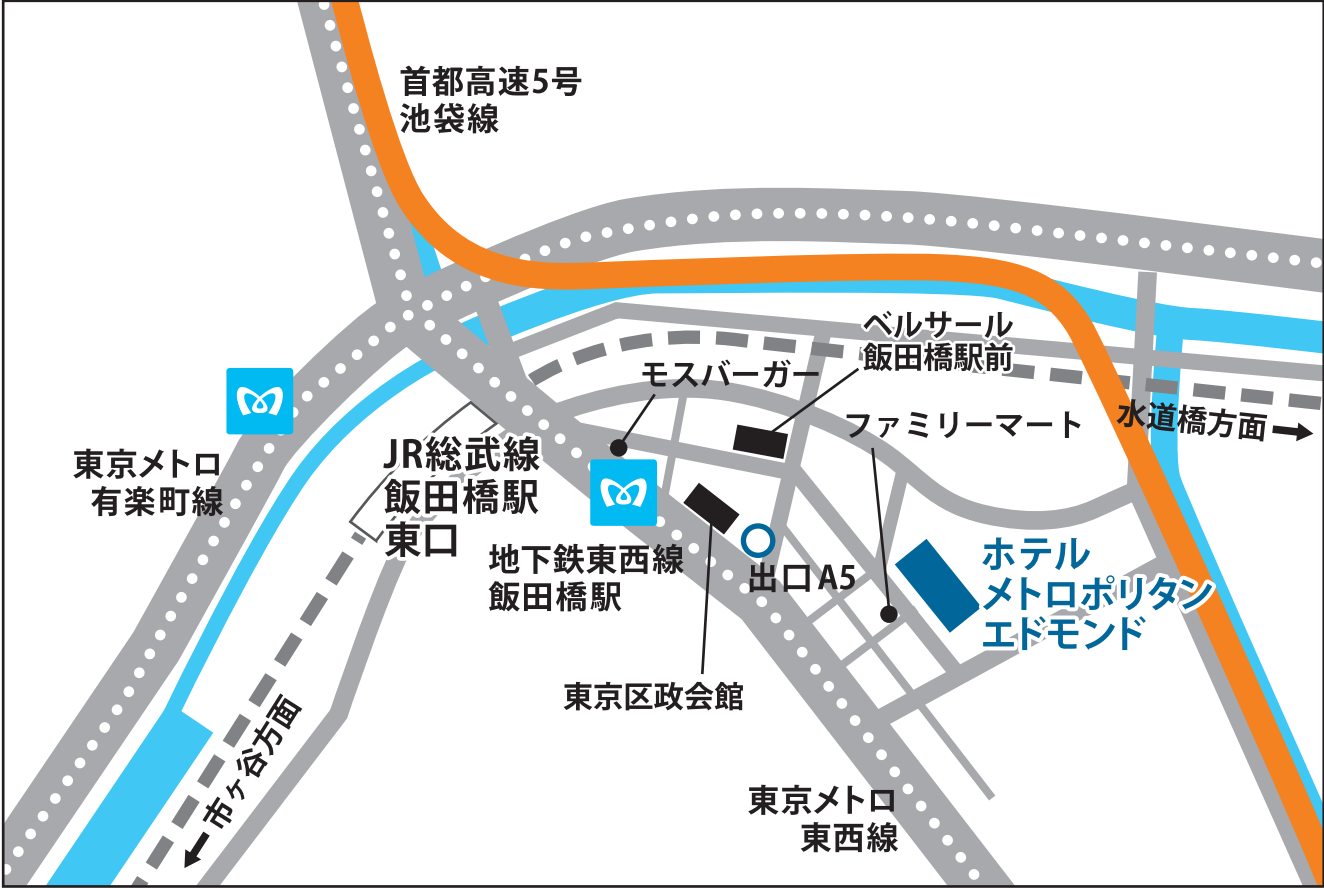 首都高速5号
池袋線
ベルサール
飯田橋駅前
モスバーガー
ファミリーマート
水道橋方面
東京メトロ
有楽町線
JR総武線
飯田橋駅
東口
地下鉄東西線
飯田橋駅
出口A5
ホテル
メトロポリタン
エドモンド
東京区政会館
市ヶ谷方面
東京メトロ
東西線